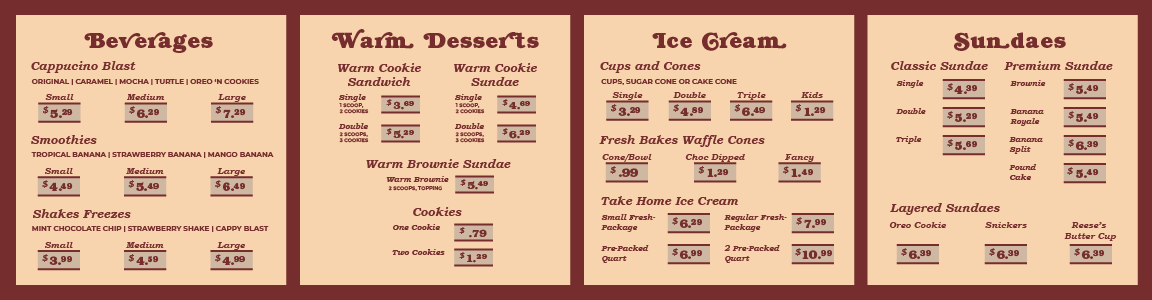 Beverages
Cappucino Blast
ORIGINAL | CARAMEL | MOCHA | TURTLE | OREO 'N COOKIES
Small Medium Large
$5.29 $6.29 $7.29
Smoothies
TROPICAL BANANA | STRAWBERRY BANANA | MANGO BANANA
Small Medium Large
$4.49 $5.49 $6.49
Shakes Freezes
MINT CHOCOLATE CHIP | STRAWBERRY SHAKE | CAPPY BLAST
Small Medium Large
$3.99 $4.59 $4.99
Warm Desserts
Warm Cookie Sandwich
Single
1 SCOOP,
2 COOKIES
$3.69
Double
2 SCOOPS,
3 COOKIES
$5.29
Warm Cookie Sundae
Single
1 SCOOP,
2 COOKIES
$4.69
Double
2 SCOOPS,
3 COOKIES
$6.29
Warm Brownie Sundae
Warm Brownie
2 SCOOPS, TOPPING
$5.49
Cookies
One Cookie $.79
Two Cookies $1.29
Ice Cream
Cups and Cones
CUPS, SUGAR CONE OR CAKE CONE
Single Double Triple Kids
$3.29 $4.89 $6.49 $1.29
Fresh Bakes Waffle Cones
Cone/Bowl Choc Dipped Fancy
$.99 $1.29 $1.49
Take Home Ice Cream
Small Fresh-Package $6.29
Regular Fresh-Package $7.99
Pre-Packed Quart $6.99
2 Pre-Packed Quart $10.99
Sundaes
Classic Sundae
Single $4.39
Double $5.29
Triple $5.69
Premium Sundae
Brownie $5.49
Banana Royale $5.49
Banana Split $6.39
Pound Cake $5.49
Layered Sundaes
Oreo Cookie Snickers Reese's Butter Cup
$6.39 $6.39 $6.39